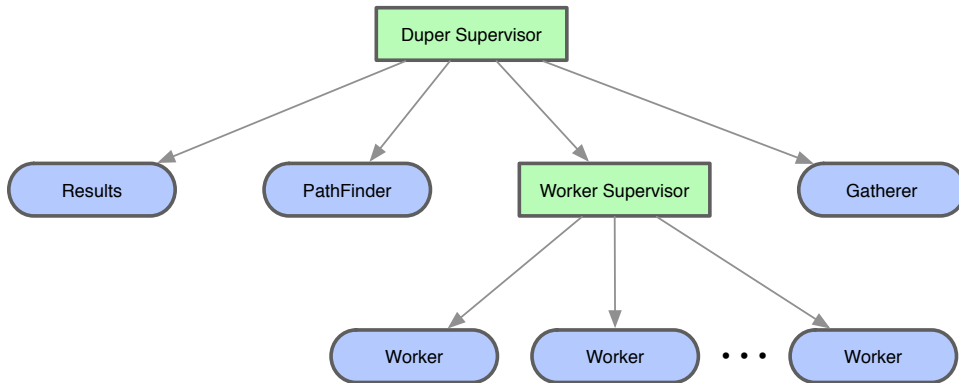 Duper Supervisor
Results
PathFinder
Worker Supervisor
Gatherer
Worker
Worker
• • •
Worker